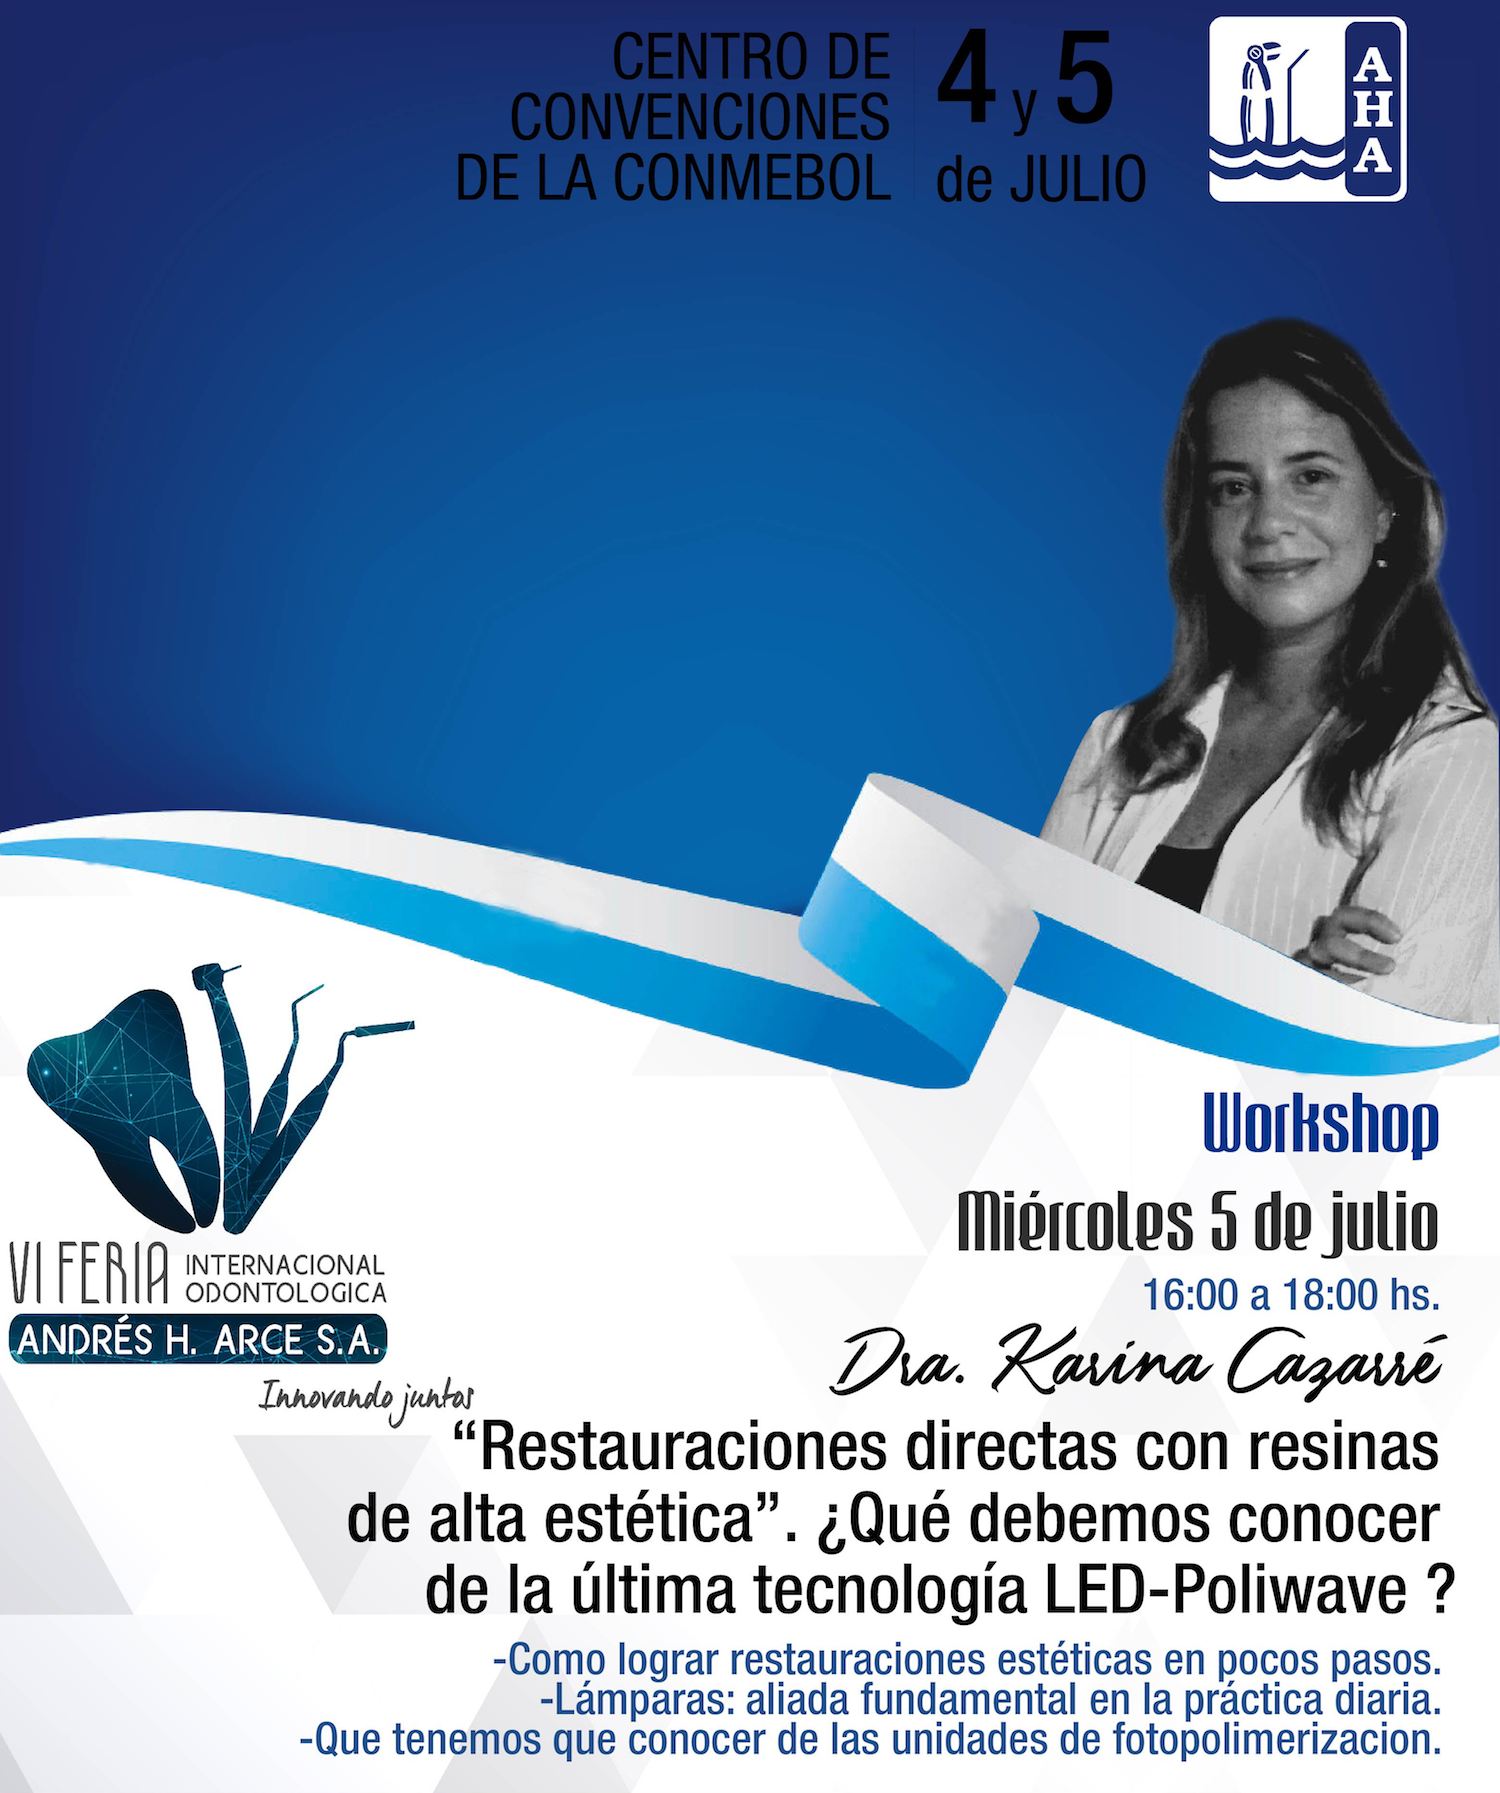 CENTRO DE
CONVENCIONES
DE LA CONMEBOL
4 y 5
de JULIO
AHA
VI FERIA
INTERNACIONAL
ODONTOLOGICA
ANDRÉS H. ARCE S.A.
Innovando juntos
Workshop
Miércoles 5 de julio
16:00 a 18:00 hs.
Dra. Karina Cazarré
“Restauraciones directas con resinas
de alta estética”. ¿Qué debemos conocer
de la última tecnología LED-Poliwave ?
-Como lograr restauraciones estéticas en pocos pasos.
-Lámparas: aliada fundamental en la práctica diaria.
-Que tenemos que conocer de las unidades de fotopolimerizacion.